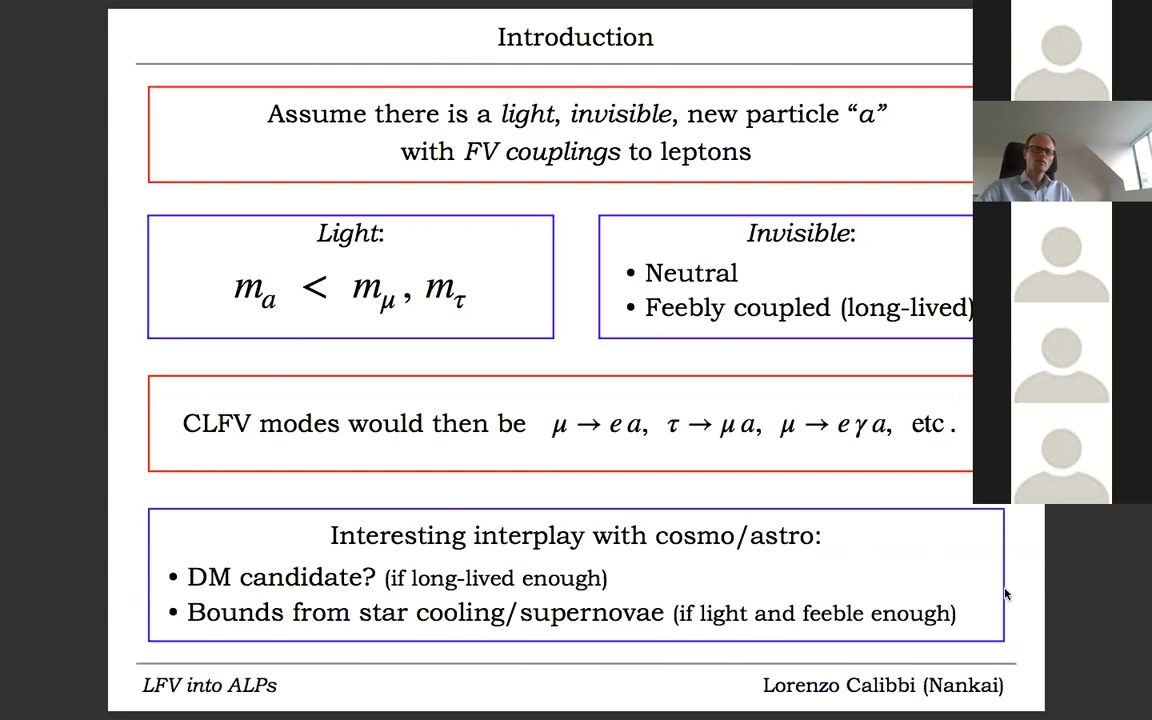 Introduction
Assume there is a light, invisible, new particle “a”
with FV couplings to leptons
Light:
m_a < m_μ, m_τ
Invisible:
• Neutral
• Feebly coupled (long-lived)
CLFV modes would then be μ → e a, τ → μ a, μ → e γ a, etc.
Interesting interplay with cosmo/astro:
• DM candidate? (if long-lived enough)
• Bounds from star cooling/supernovae (if light and feeble enough)
LFV into ALPs
Lorenzo Calibbi (Nankai)